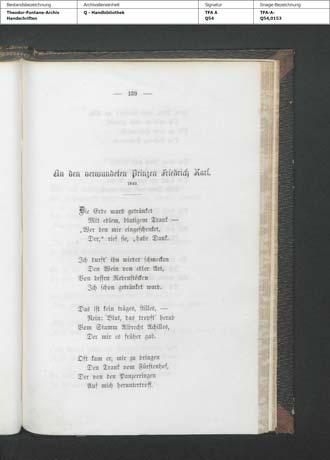 Bestandsbezeichnung
Archivalieneinheit
Signatur
Image-Bezeichnung
Theodor-Fontane-Archiv
Handschriften
Q - Handbibliothek
TFA A
Q54
TFA-A-
Q54,0153
— 139 —
An den verwundeten Prinzen Friedrich Karl.
1849.
Die Erde ward getränket
Mit edlem, blutigem Trank —
„Wer den mir eingeschenket,
Der,“ rief sie, „habe Dank.
Ich durft' ihn wieder schmecken
Den Wein von edler Art,
Von dessen Rebenstöcken
Ich schon getränket ward.
Das ist kein träges, stilles, —
Nein: Blut, das tropft' herab
Vom Stamm Albrecht Achilles,
Der mir es früher gab.
Oft kam er, mir zu bringen
Den Trank vom Fürstenhof,
Der von den Panzerringen
Auf mich heruntertroff.